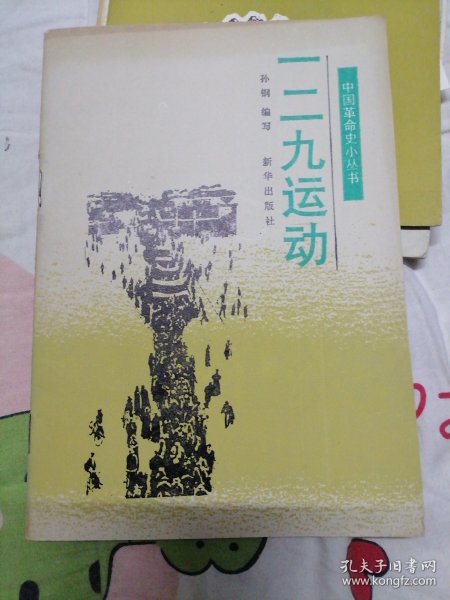 中国革命史小丛书
一二九运动
孙钢 编写 新华出版社
孔夫子旧书网
www.kongfz.com